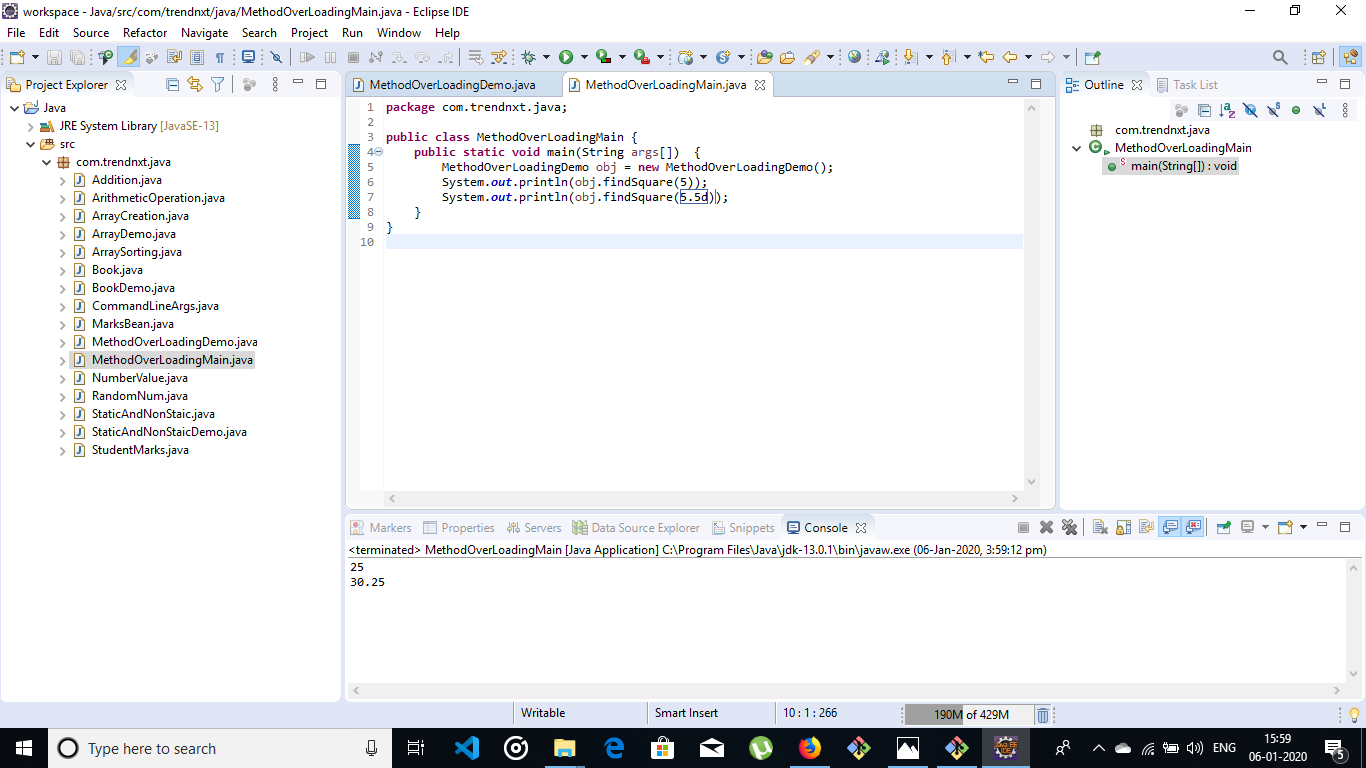 workspace - Java/src/com/trendnxt/java/MethodOverLoadingMain.java - Eclipse IDE
File Edit Source Refactor Navigate Search Project Run Window Help
Project Explorer
Java
JRE System Library [JavaSE-13]
src
com.trendnxt.java
Addition.java
ArithmeticOperation.java
ArrayCreation.java
ArrayDemo.java
ArraySorting.java
Book.java
BookDemo.java
CommandLineArgs.java
MarksBean.java
MethodOverLoadingDemo.java
MethodOverLoadingMain.java
NumberValue.java
RandomNum.java
StaticAndNonStaic.java
StaticAndNonStaicDemo.java
StudentMarks.java
MethodOverLoadingDemo.java MethodOverLoadingMain.java
1 package com.trendnxt.java;
2
3 public class MethodOverLoadingMain {
4 public static void main(String args[]) {
5 MethodOverLoadingDemo obj = new MethodOverLoadingDemo();
6 System.out.println(obj.findSquare(5));
7 System.out.println(obj.findSquare(5.5d));
8 }
9 }
10
Outline Task List
com.trendnxt.java
MethodOverLoadingMain
main(String[]) : void
Markers Properties Servers Data Source Explorer Snippets Console
<terminated> MethodOverLoadingMain [Java Application] C:\Program Files\Java\jdk-13.0.1\bin\javaw.exe (06-Jan-2020, 3:59:12 pm)
25
30.25
Writable Smart Insert 10 : 1 : 266 190M of 429M
Type here to search
ENG
15:59
06-01-2020
5